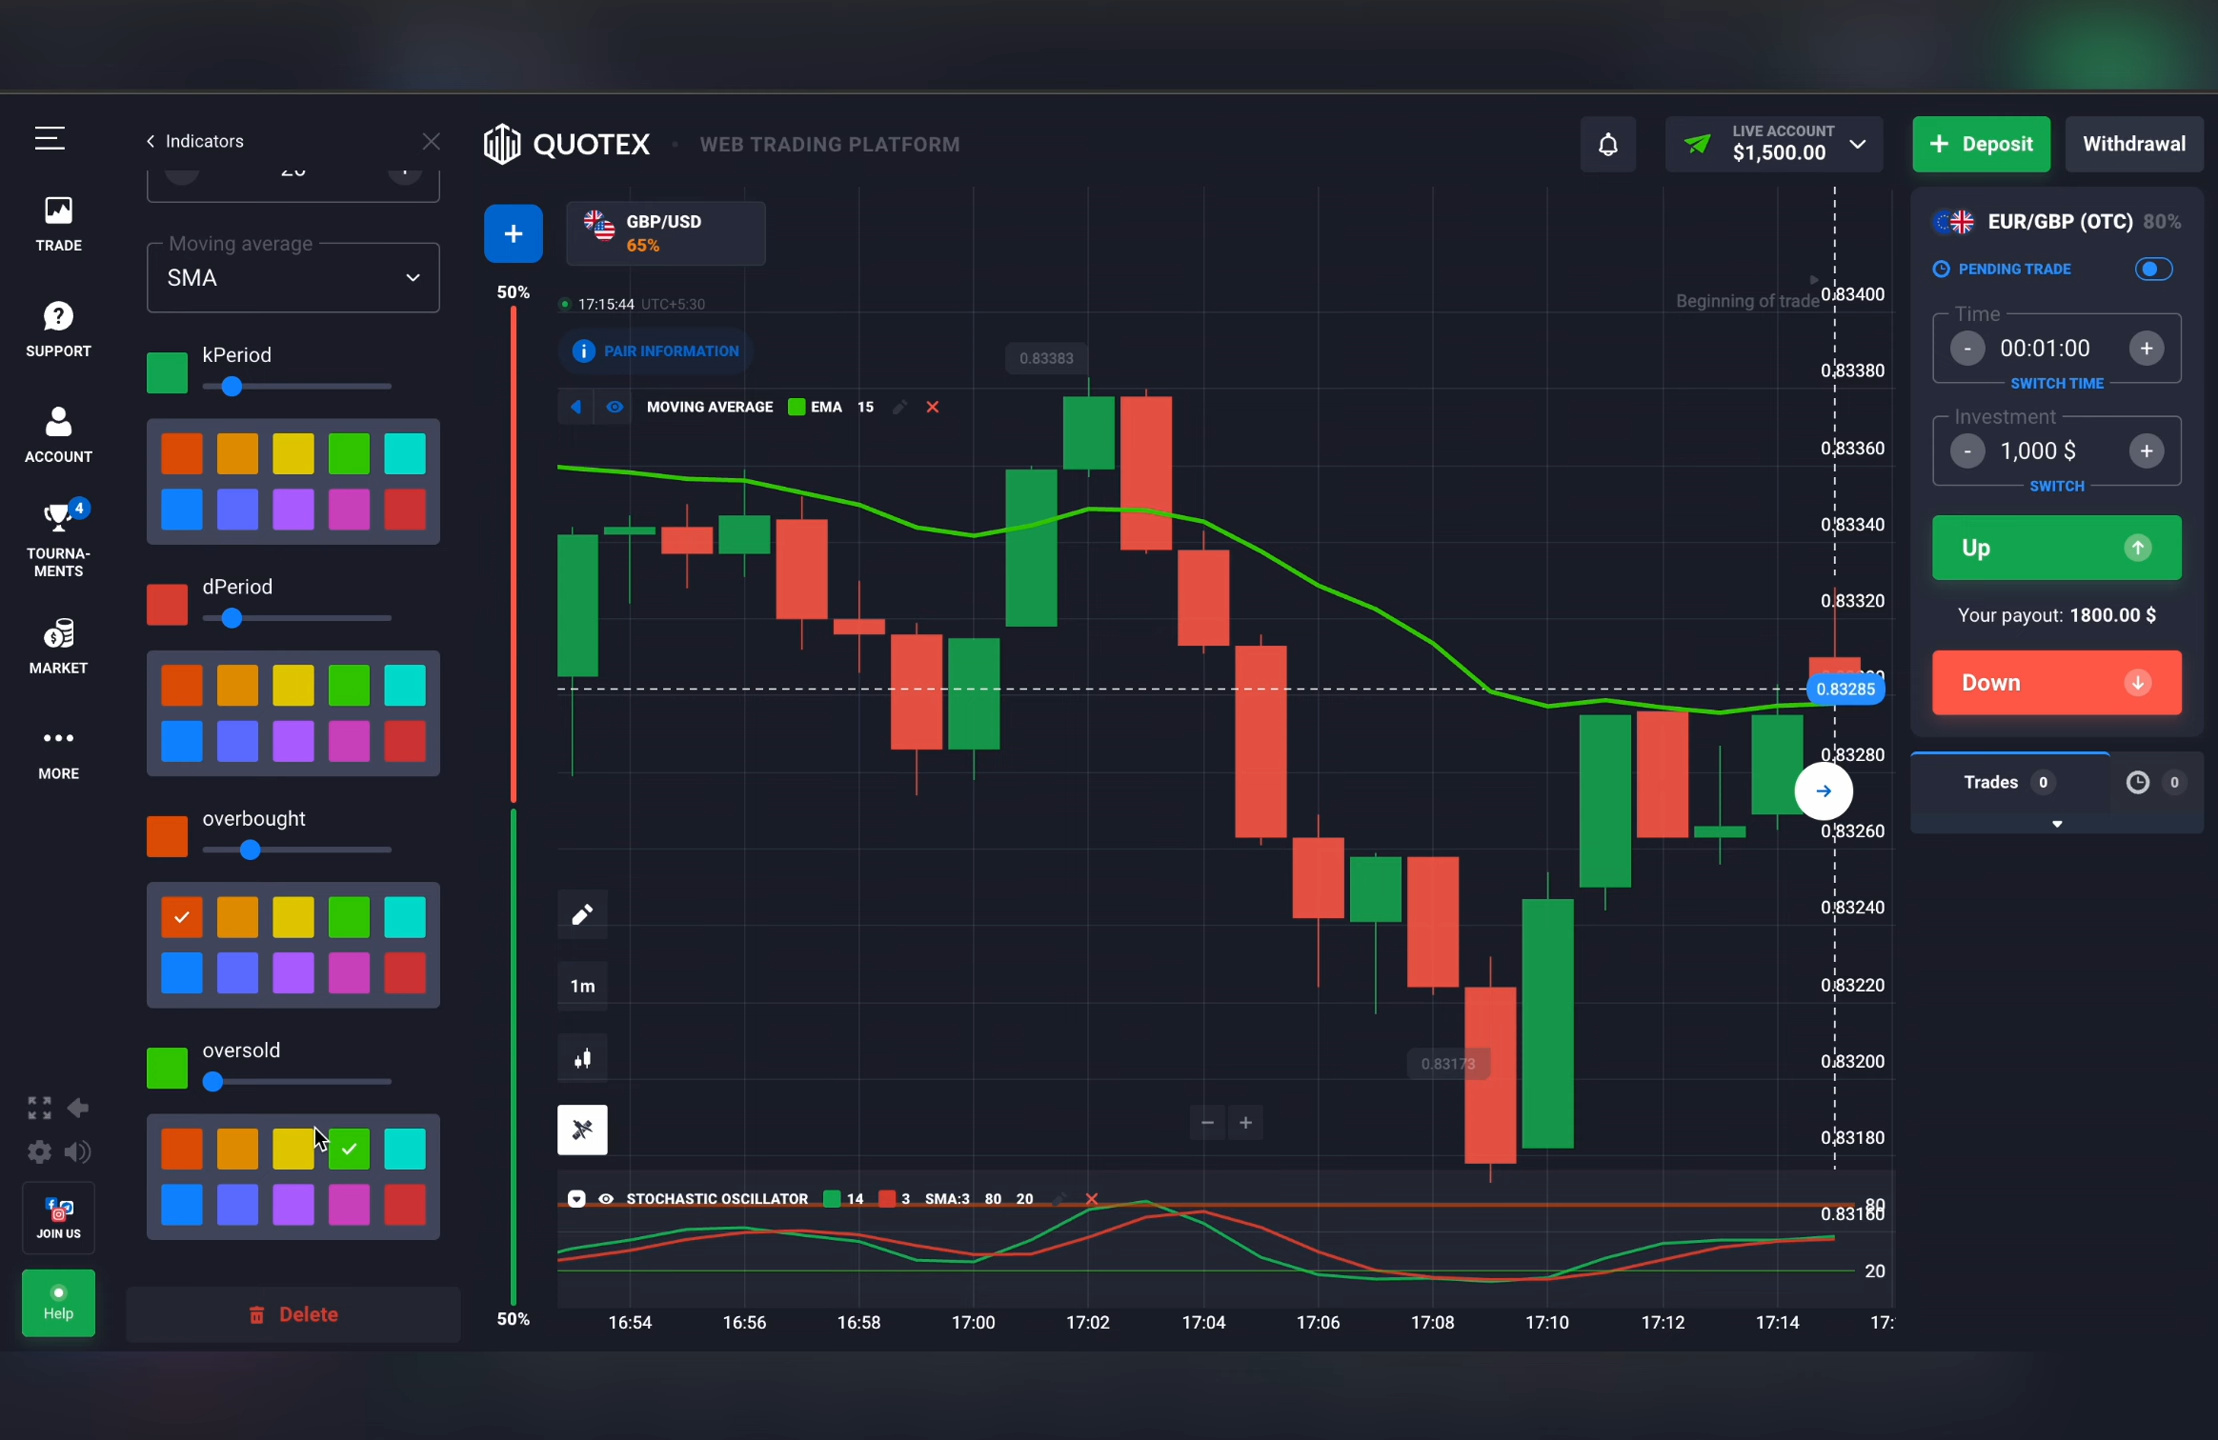 Indicators
QUOTEX
WEB TRADING PLATFORM
LIVE ACCOUNT
$1,500.00
+ Deposit
Withdrawal
TRADE
SUPPORT
ACCOUNT
4
TOURNA-
MENTS
MARKET
MORE
JOIN US
Help
Moving average
SMA
kPeriod
dPeriod
overbought
oversold
Delete
+
GBP/USD
65%
50%
17:15:44 UTC+5:30
PAIR INFORMATION
MOVING AVERAGE EMA 15
0.83383
Beginning of trade
0.83400
0.83380
0.83360
0.83340
0.83320
0.83285
0.83280
0.83260
0.83240
0.83220
0.83200
0.83180
0.83160
1m
0.83173
− +
STOCHASTIC OSCILLATOR 14 3 SMA:3 80 20
80
20
50%
16:54 16:56 16:58 17:00 17:02 17:04 17:06 17:08 17:10 17:12 17:14 17:
EUR/GBP (OTC) 80%
PENDING TRADE
Time
- 00:01:00 +
SWITCH TIME
Investment
- 1,000 $ +
SWITCH
Up
Your payout: 1800.00 $
Down
Trades 0
0